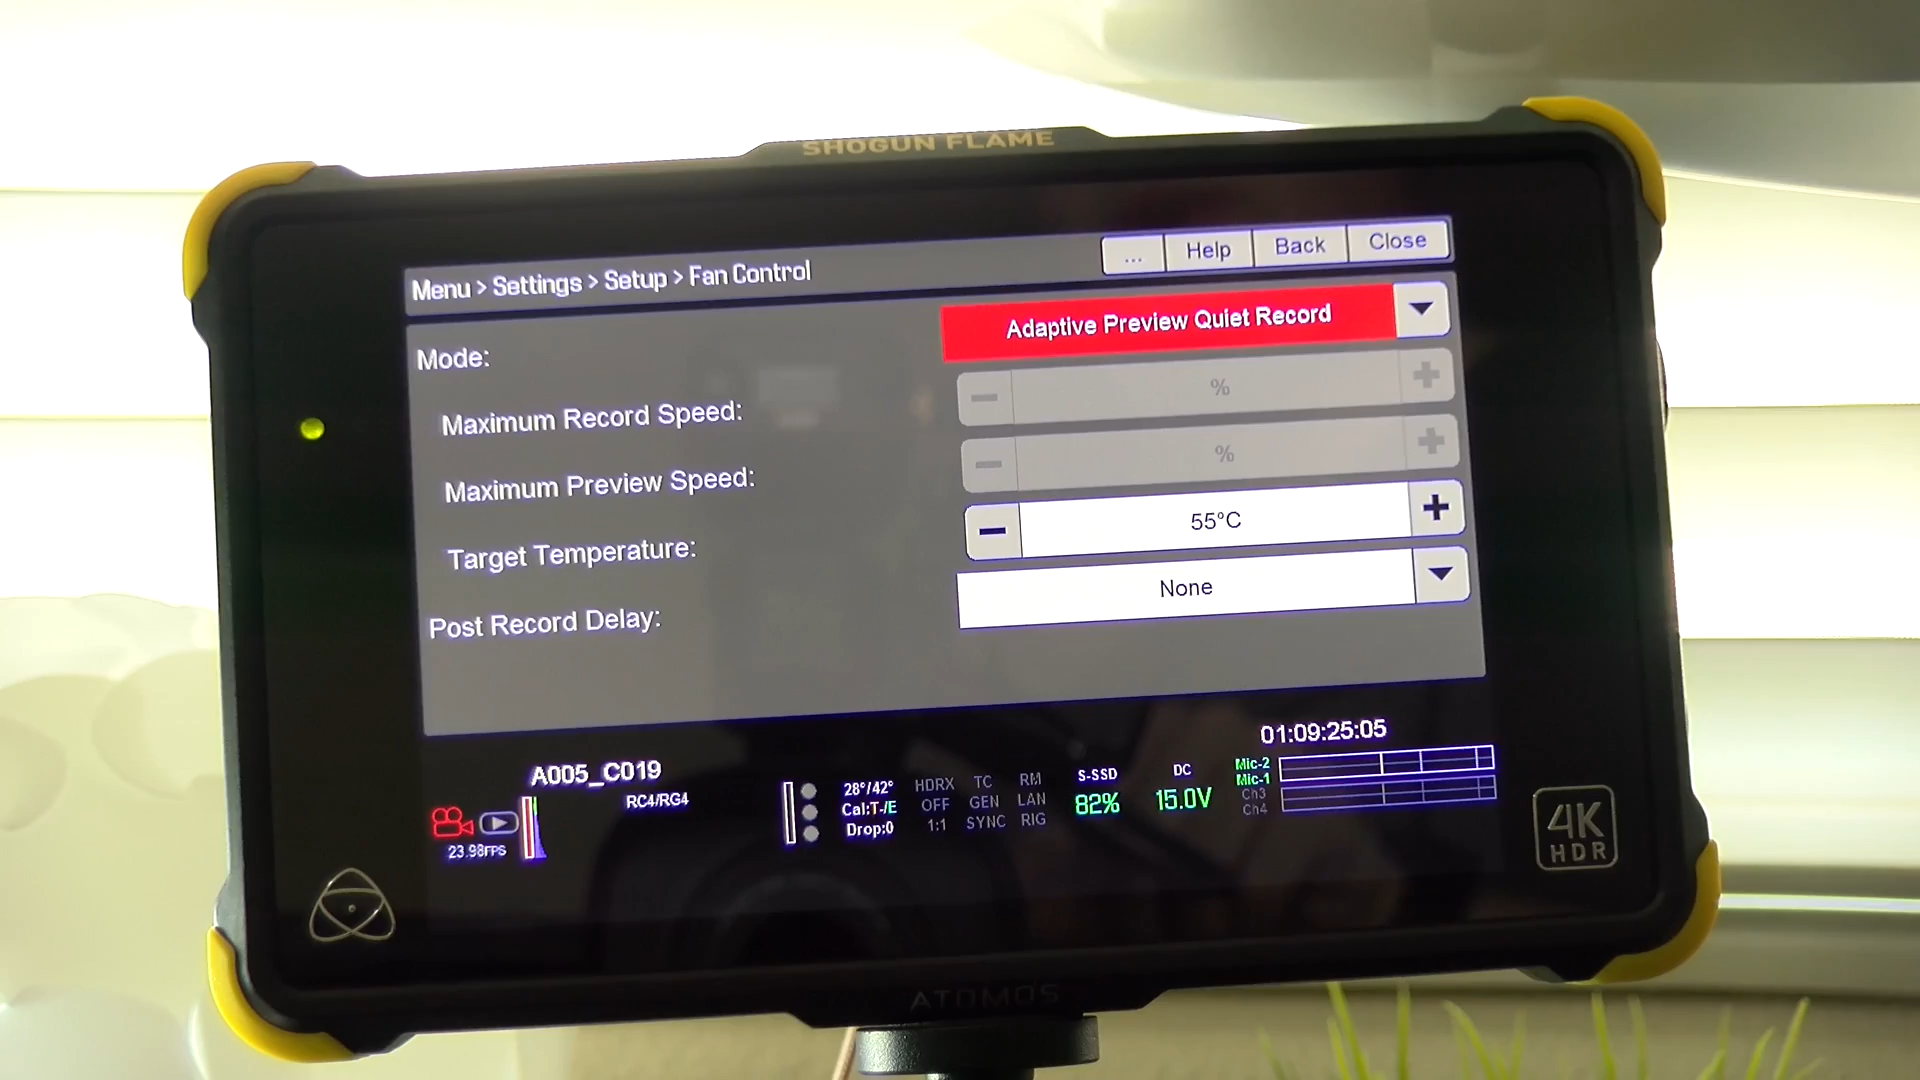 SHOGUN FLAME
Menu > Settings > Setup > Fan Control
... Help Back Close
Mode: Adaptive Preview Quiet Record
Maximum Record Speed: − % +
Maximum Preview Speed: − % +
Target Temperature: − 55°C +
Post Record Delay: None
01:09:25:05
A005_C019
RC4/RG4
23.98FPS
28°/42°
Cal:T-/E
Drop:0
HDRX TC RM
OFF GEN LAN
1:1 SYNC RIG
S-SSD
82%
DC
15.0V
Mic-2
Mic-1
Ch3
Ch4
4K
HDR
ATOMOS